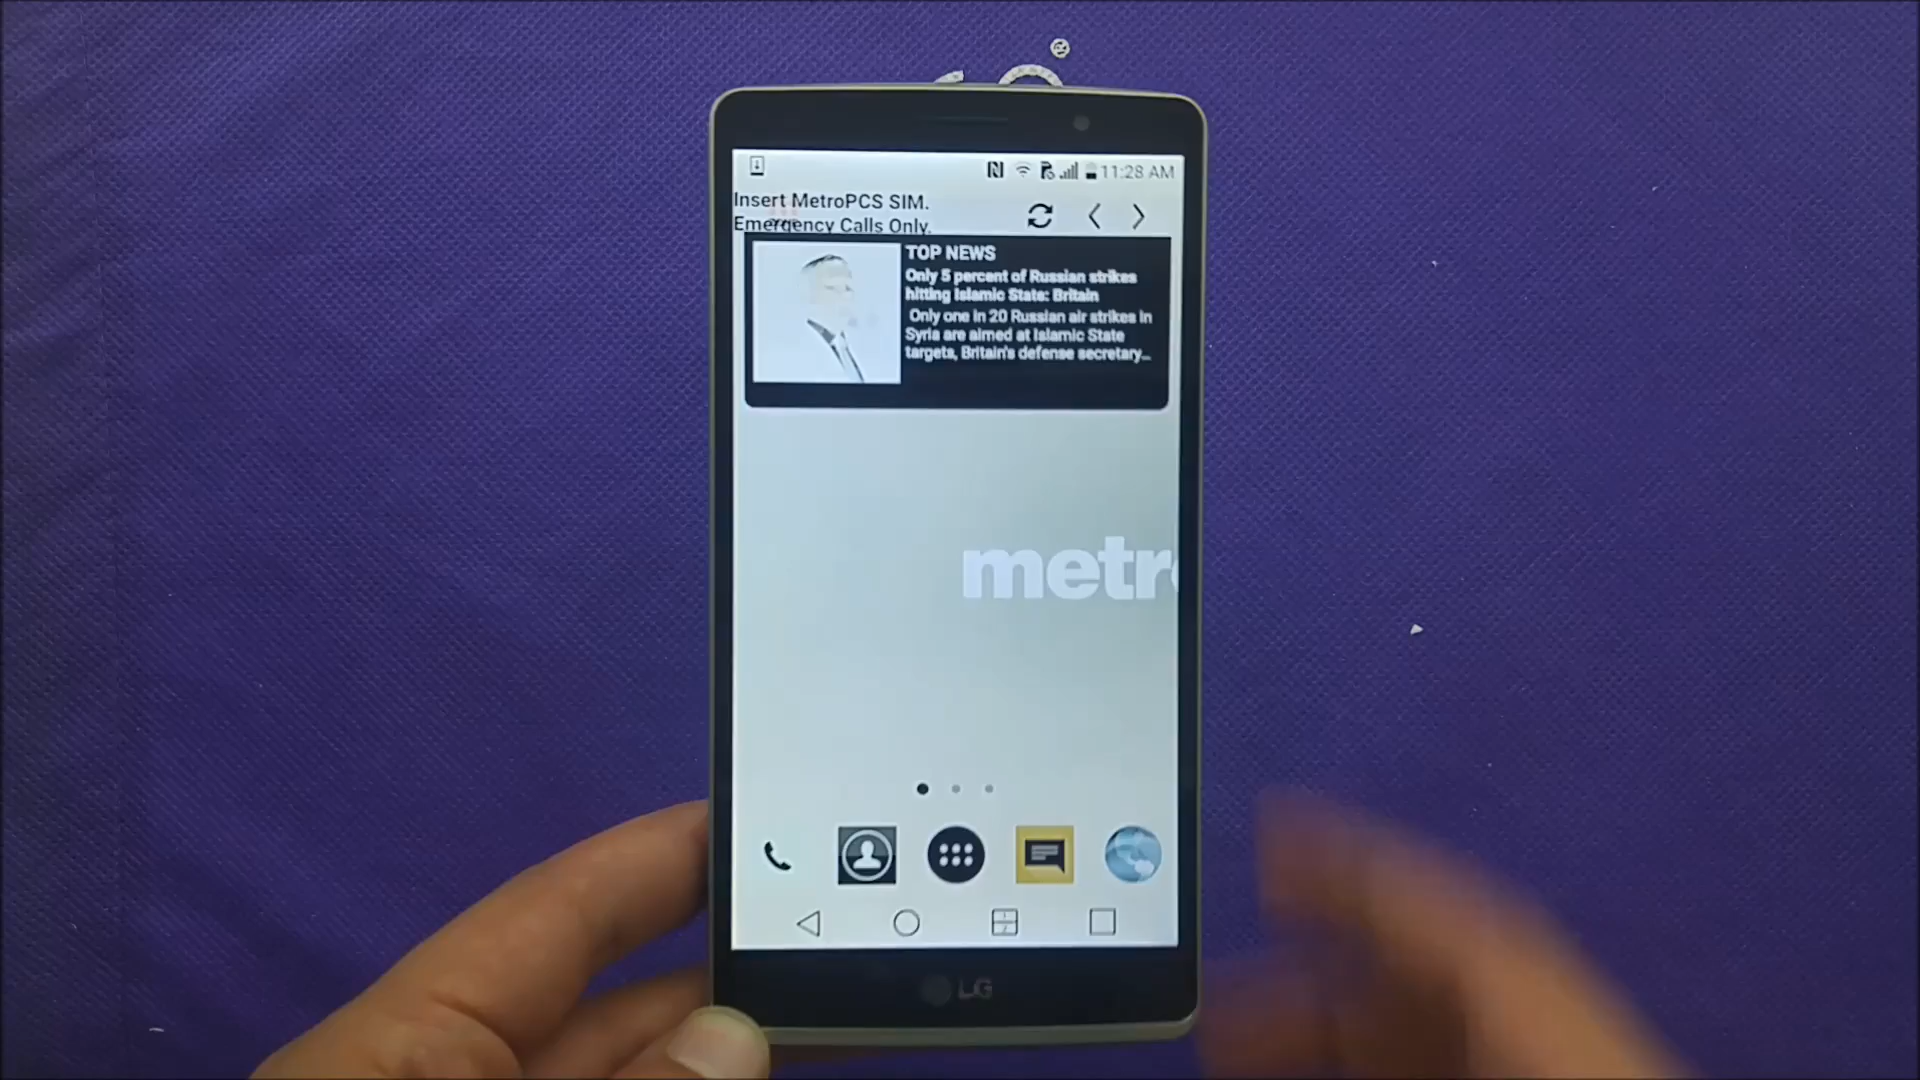 11:28 AM
Insert MetroPCS SIM.
Emergency Calls Only.
TOP NEWS
Only 5 percent of Russian strikes
hitting Islamic State: Britain
Only one in 20 Russian air strikes in
Syria are aimed at Islamic State
targets, Britain's defense secretary...
metro
LG